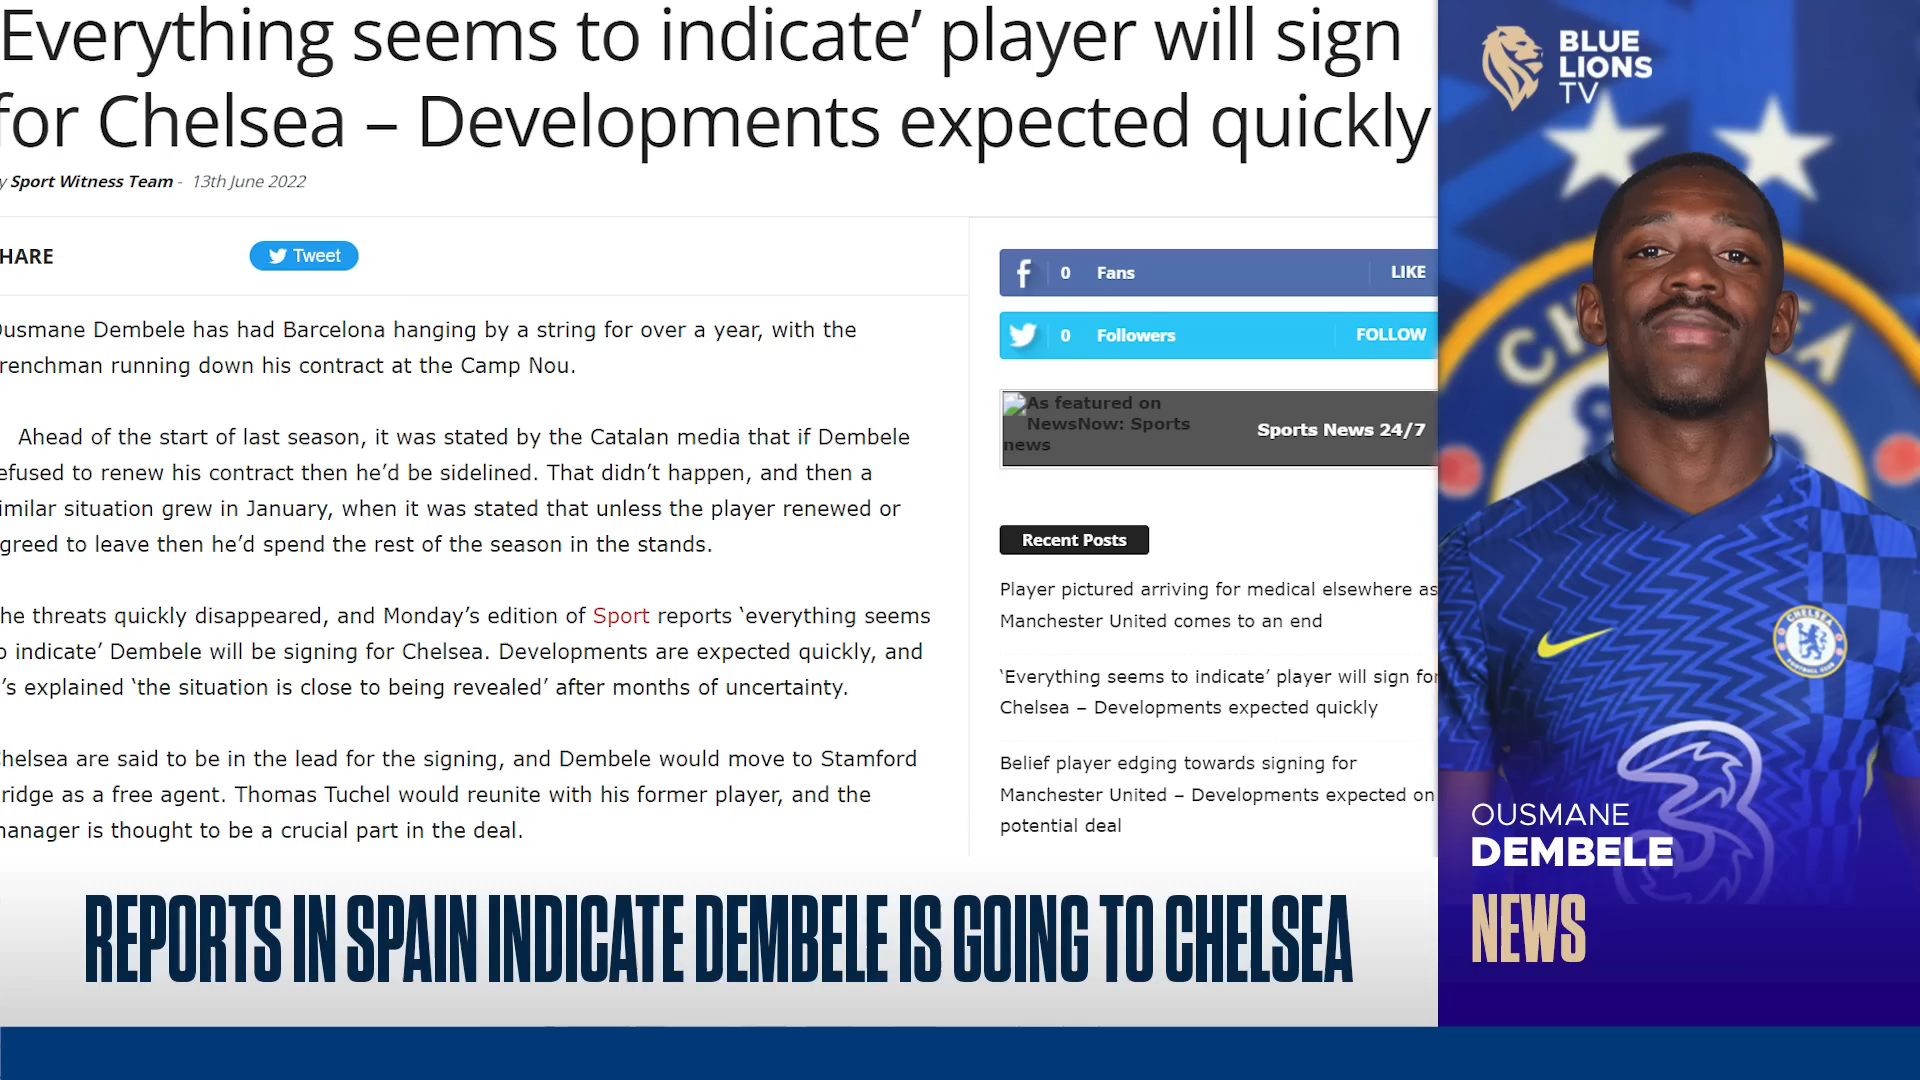 Everything seems to indicate’ player will sign
for Chelsea – Developments expected quickly
y Sport Witness Team - 13th June 2022
HARE
Tweet
Ousmane Dembele has had Barcelona hanging by a string for over a year, with the
renchman running down his contract at the Camp Nou.
Ahead of the start of last season, it was stated by the Catalan media that if Dembele
efused to renew his contract then he’d be sidelined. That didn’t happen, and then a
imilar situation grew in January, when it was stated that unless the player renewed or
greed to leave then he’d spend the rest of the season in the stands.
he threats quickly disappeared, and Monday’s edition of Sport reports ‘everything seems
o indicate’ Dembele will be signing for Chelsea. Developments are expected quickly, and
’s explained ‘the situation is close to being revealed’ after months of uncertainty.
helsea are said to be in the lead for the signing, and Dembele would move to Stamford
ridge as a free agent. Thomas Tuchel would reunite with his former player, and the
manager is thought to be a crucial part in the deal.
f 0 Fans LIKE
0 Followers FOLLOW
As featured on
NewsNow: Sports
news
Sports News 24/7
Recent Posts
Player pictured arriving for medical elsewhere as
Manchester United comes to an end
‘Everything seems to indicate’ player will sign for
Chelsea – Developments expected quickly
Belief player edging towards signing for
Manchester United – Developments expected on
potential deal
REPORTS IN SPAIN INDICATE DEMBELE IS GOING TO CHELSEA
BLUE
LIONS
TV
CHELSEA
FOOTBALL CLUB
3
OUSMANE
DEMBELE
NEWS